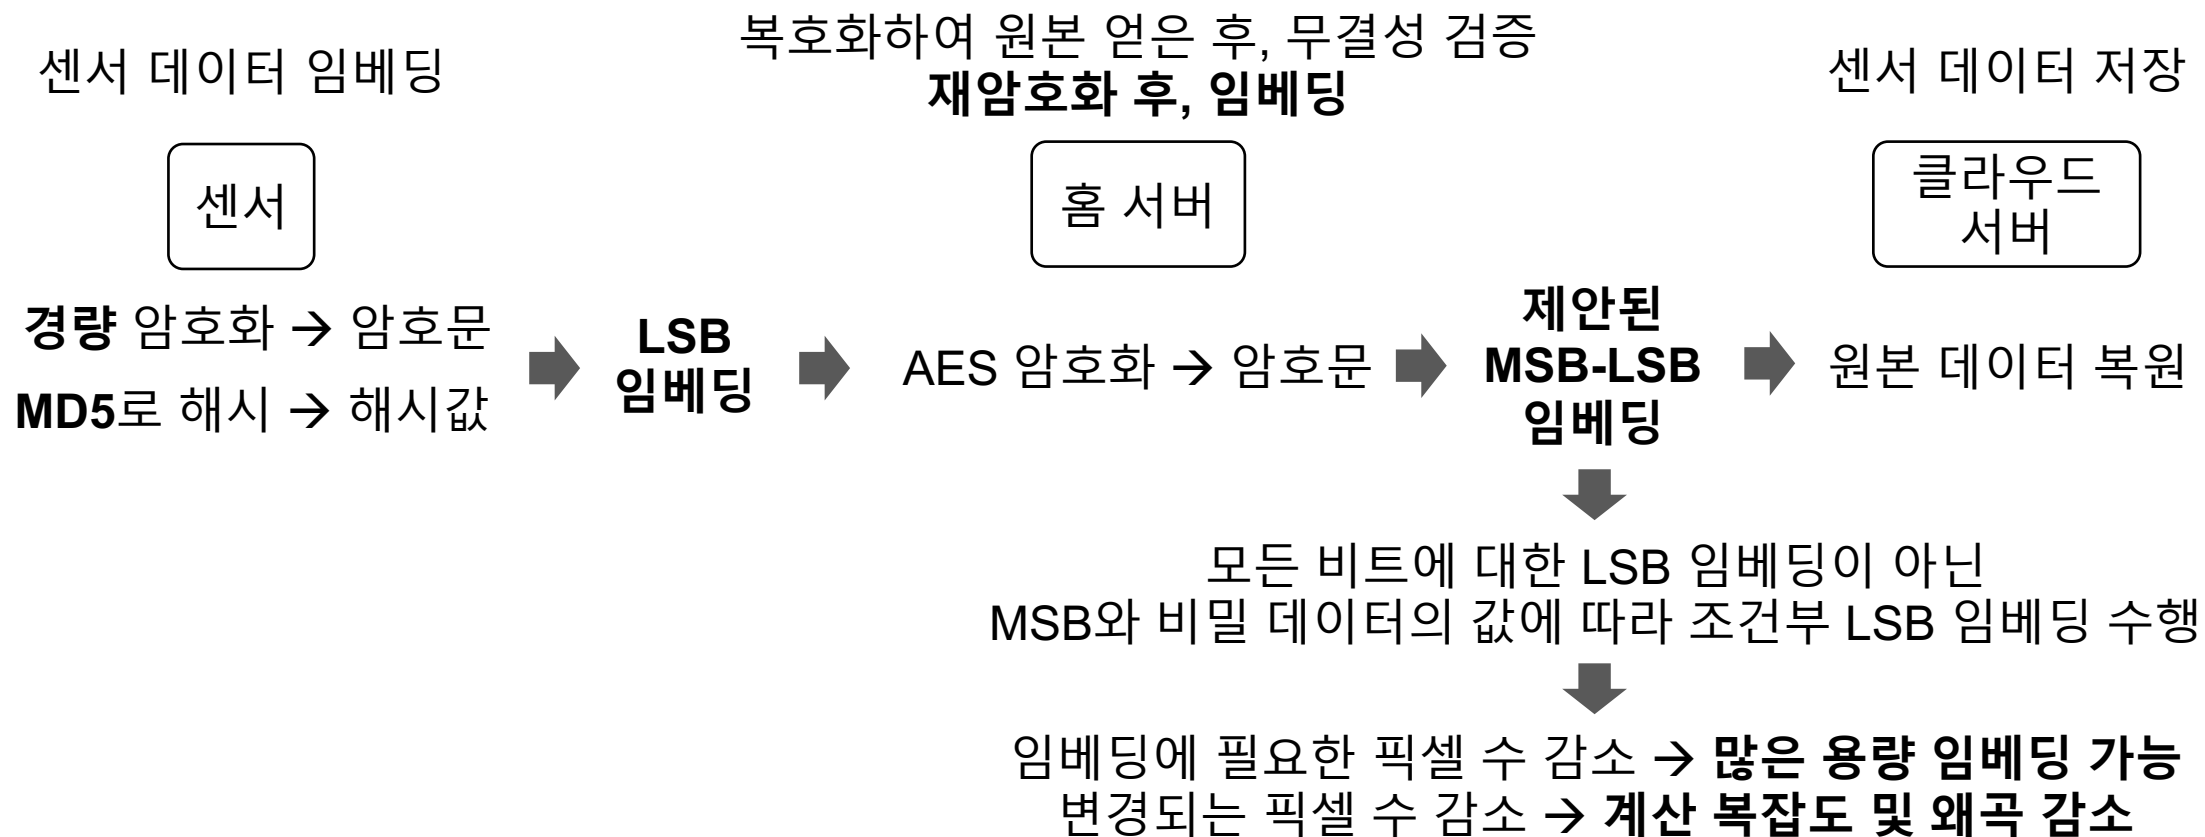 센서 데이터 임베딩
복호화하여 원본 얻은 후, 무결성 검증
재암호화 후, 임베딩
센서 데이터 저장
센서
홈 서버
클라우드
서버
경량 암호화 → 암호문
MD5로 해시 → 해시값
LSB
임베딩
AES 암호화 → 암호문
제안된
MSB-LSB
임베딩
원본 데이터 복원
모든 비트에 대한 LSB 임베딩이 아닌
MSB와 비밀 데이터의 값에 따라 조건부 LSB 임베딩 수행
임베딩에 필요한 픽셀 수 감소 → 많은 용량 임베딩 가능
변경되는 픽셀 수 감소 → 계산 복잡도 및 왜곡 감소